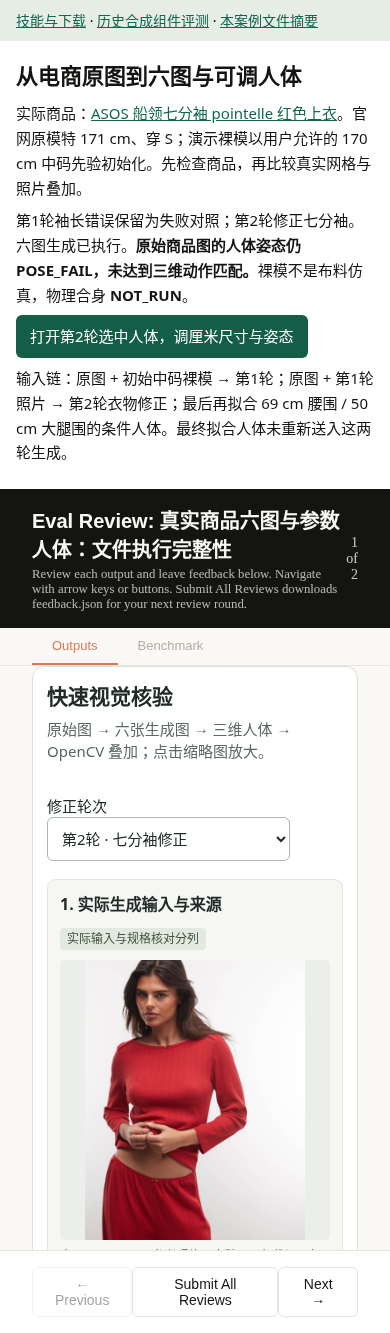 技能与下载 · 历史合成组件评测 · 本案例文件摘要
从电商原图到六图与可调人体
实际商品：ASOS 船领七分袖 pointelle 红色上衣。官
网原模特 171 cm、穿 S；演示裸模以用户允许的 170
cm 中码先验初始化。先检查商品，再比较真实网格与
照片叠加。
第1轮袖长错误保留为失败对照；第2轮修正七分袖。
六图生成已执行。原始商品图的人体姿态仍
POSE_FAIL，未达到三维动作匹配。裸模不是布料仿
真，物理合身 NOT_RUN。
打开第2轮选中人体，调厘米尺寸与姿态
输入链：原图 + 初始中码裸模 → 第1轮；原图 + 第1轮
照片 → 第2轮衣物修正；最后再拟合 69 cm 腰围 / 50
cm 大腿围的条件人体。最终拟合人体未重新送入这两
轮生成。
Eval Review: 真实商品六图与参数
人体：文件执行完整性
Review each output and leave feedback below. Navigate
with arrow keys or buttons. Submit All Reviews downloads
feedback.json for your next review round.
1
of
2
Outputs Benchmark
快速视觉核验
原始图 → 六张生成图 → 三维人体 →
OpenCV 叠加；点击缩略图放大。
修正轮次
第2轮 · 七分袖修正
1. 实际生成输入与来源
实际输入与规格核对分列
← Previous
Submit All Reviews
Next →